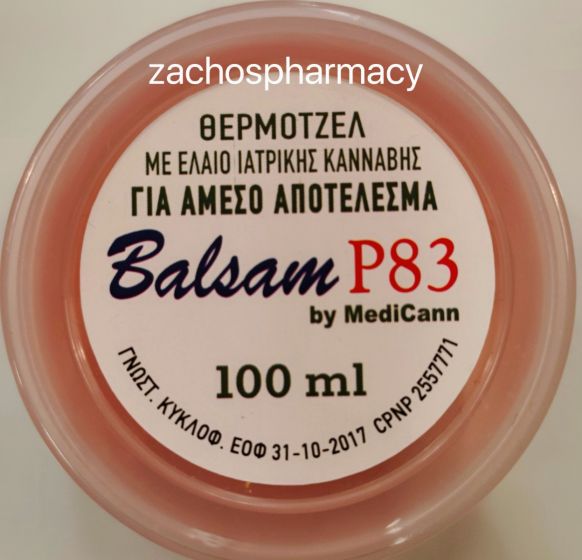 zachospharmacy
ΘΕΡΜΟΤΖΕΛ
ΜΕ ΕΛΑΙΟ ΙΑΤΡΙΚΗΣ ΚΑΝΝΑΒΗΣ
ΓΙΑ ΑΜΕΣΟ ΑΠΟΤΕΛΕΣΜΑ
Balsam P83
by MediCann
100 ml
ΓΝΩΣΤ. ΚΥΚΛΟΦ. ΕΟΦ 31-10-2017 CPNP 2557771